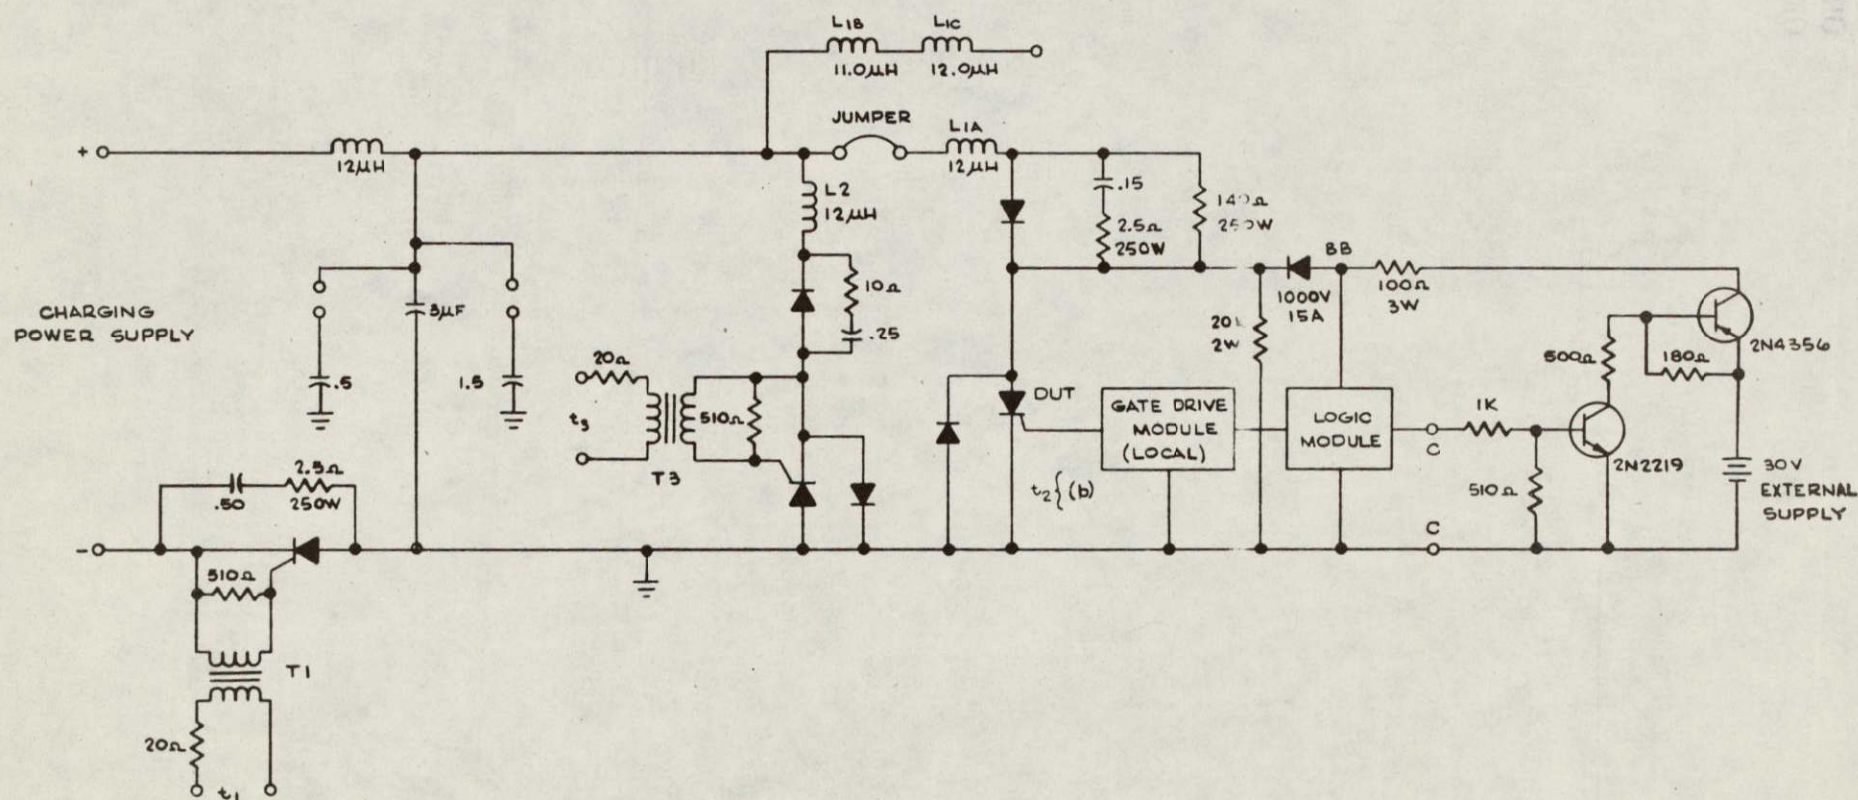 L1B
L1C
11.0µH
12.0µH
JUMPER
L1A
+
12µH
12µH
L2
12µH
.15
2.5Ω
250W
250W
BB
10Ω
100Ω
3W
1000V
15A
CHARGING
POWER SUPPLY
3µF
.25
2W
2N4356
20Ω
500Ω
180Ω
.5
1.5
DUT
GATE DRIVE
MODULE
(LOCAL)
LOGIC
MODULE
1K
t3
510Ω
T3
C
2N2219
30V
EXTERNAL
SUPPLY
2.5Ω
250W
.50
t2 { (b)
510Ω
C
-
510Ω
T1
20Ω
t1